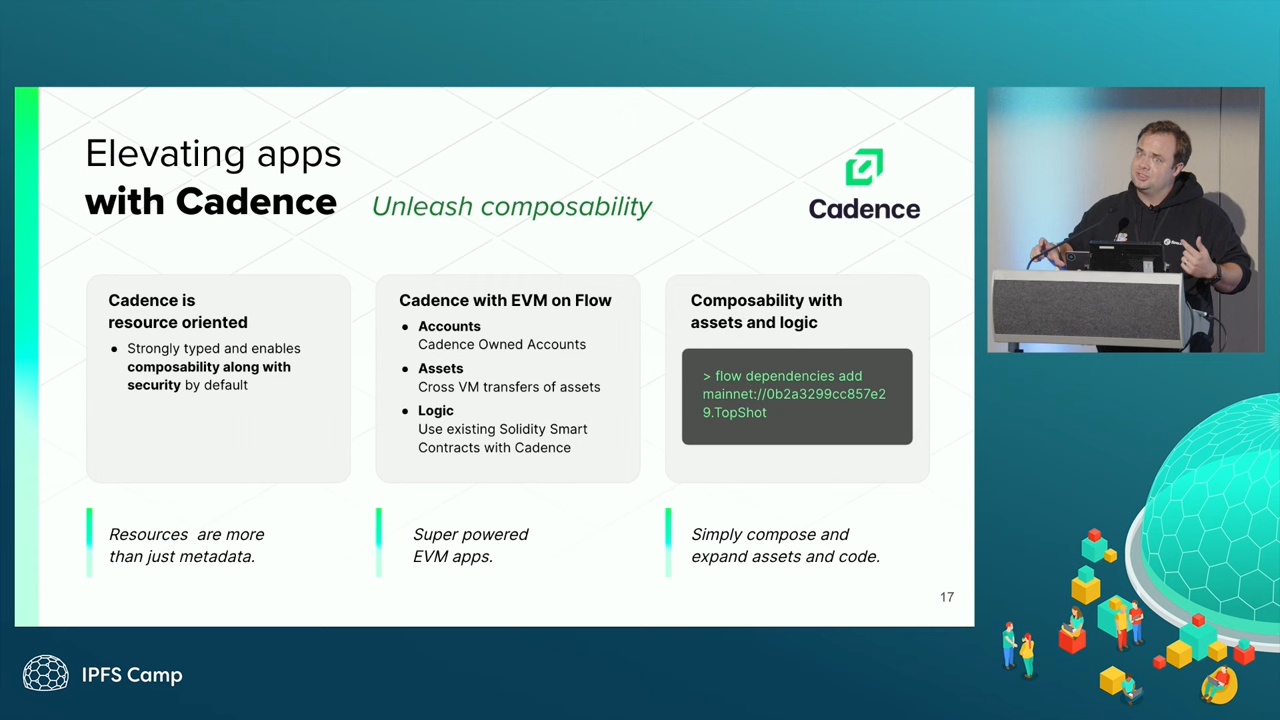 Elevating apps
with Cadence
Unleash composability
Cadence
Cadence is
resource oriented
• Strongly typed and enables
composability along with
security by default
Cadence with EVM on Flow
• Accounts
Cadence Owned Accounts
• Assets
Cross VM transfers of assets
• Logic
Use existing Solidity Smart
Contracts with Cadence
Composability with
assets and logic
> flow dependencies add
mainnet://0b2a3299cc857e2
9.TopShot
Resources are more
than just metadata.
Super powered
EVM apps.
Simply compose and
expand assets and code.
17
IPFS Camp